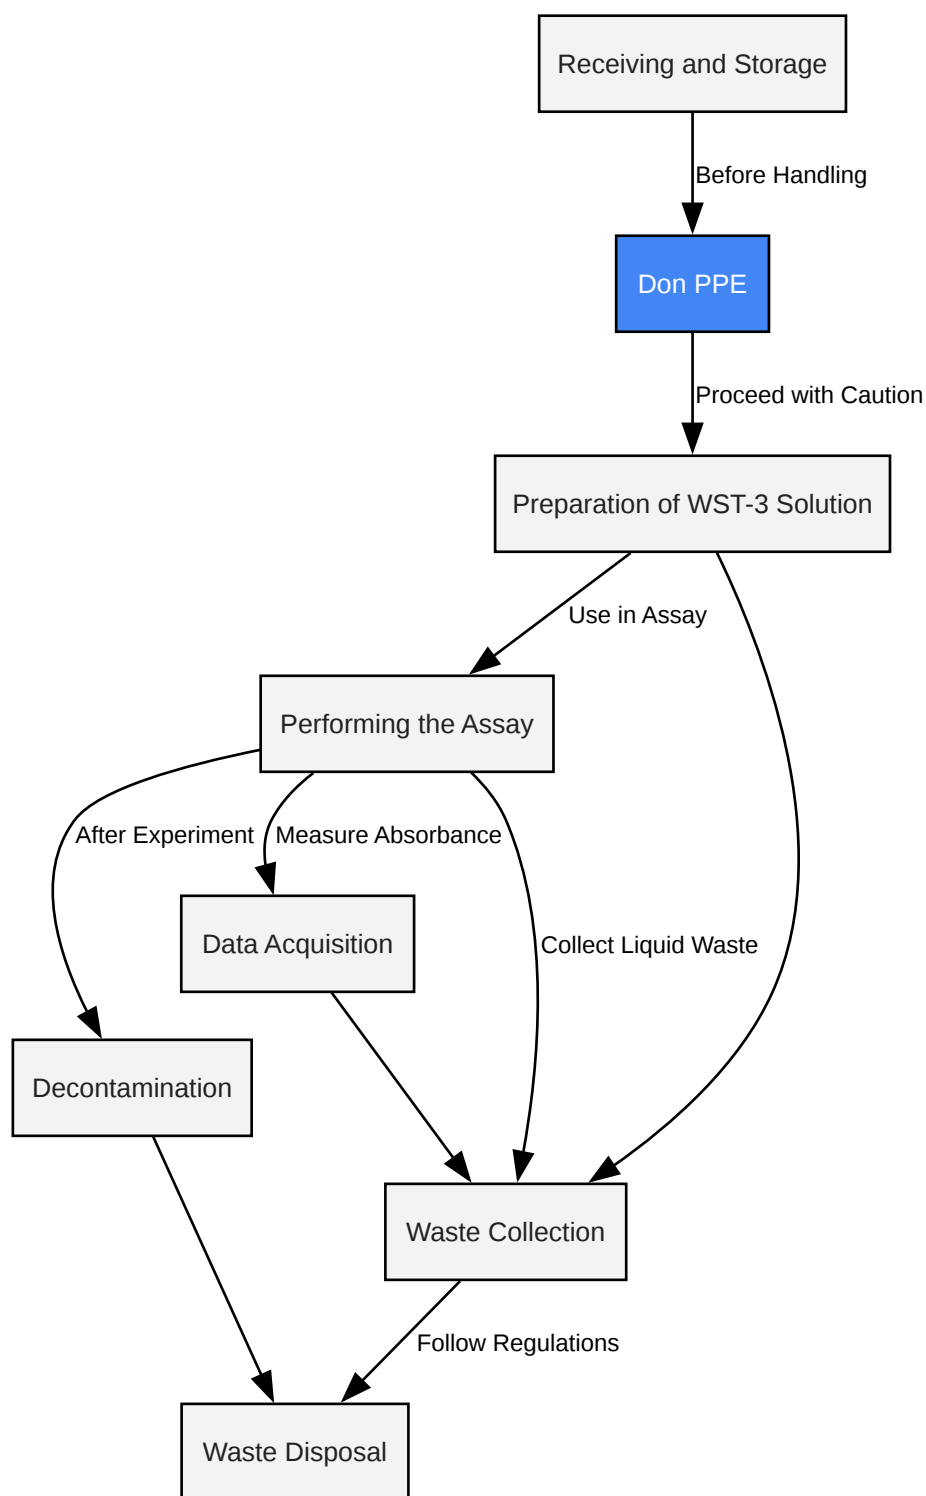 Receiving and Storage
Before Handling
Don PPE
Proceed with Caution
Preparation of WST-3 Solution
Use in Assay
Performing the Assay
After Experiment
Measure Absorbance
Data Acquisition
Collect Liquid Waste
Decontamination
Waste Collection
Follow Regulations
Waste Disposal